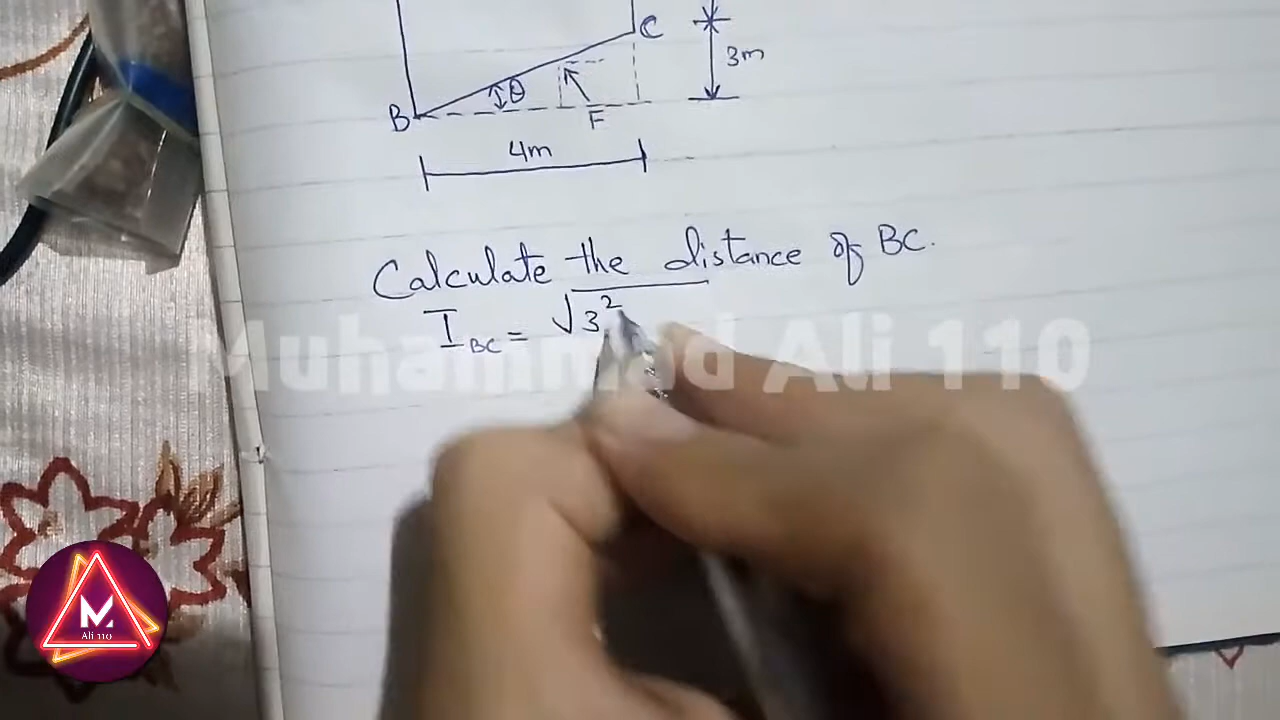 C
3m
θ
B
F
4m
Calculate the distance of BC.
I_BC = √3²
Muhammad Ali 110
M
Ali 110